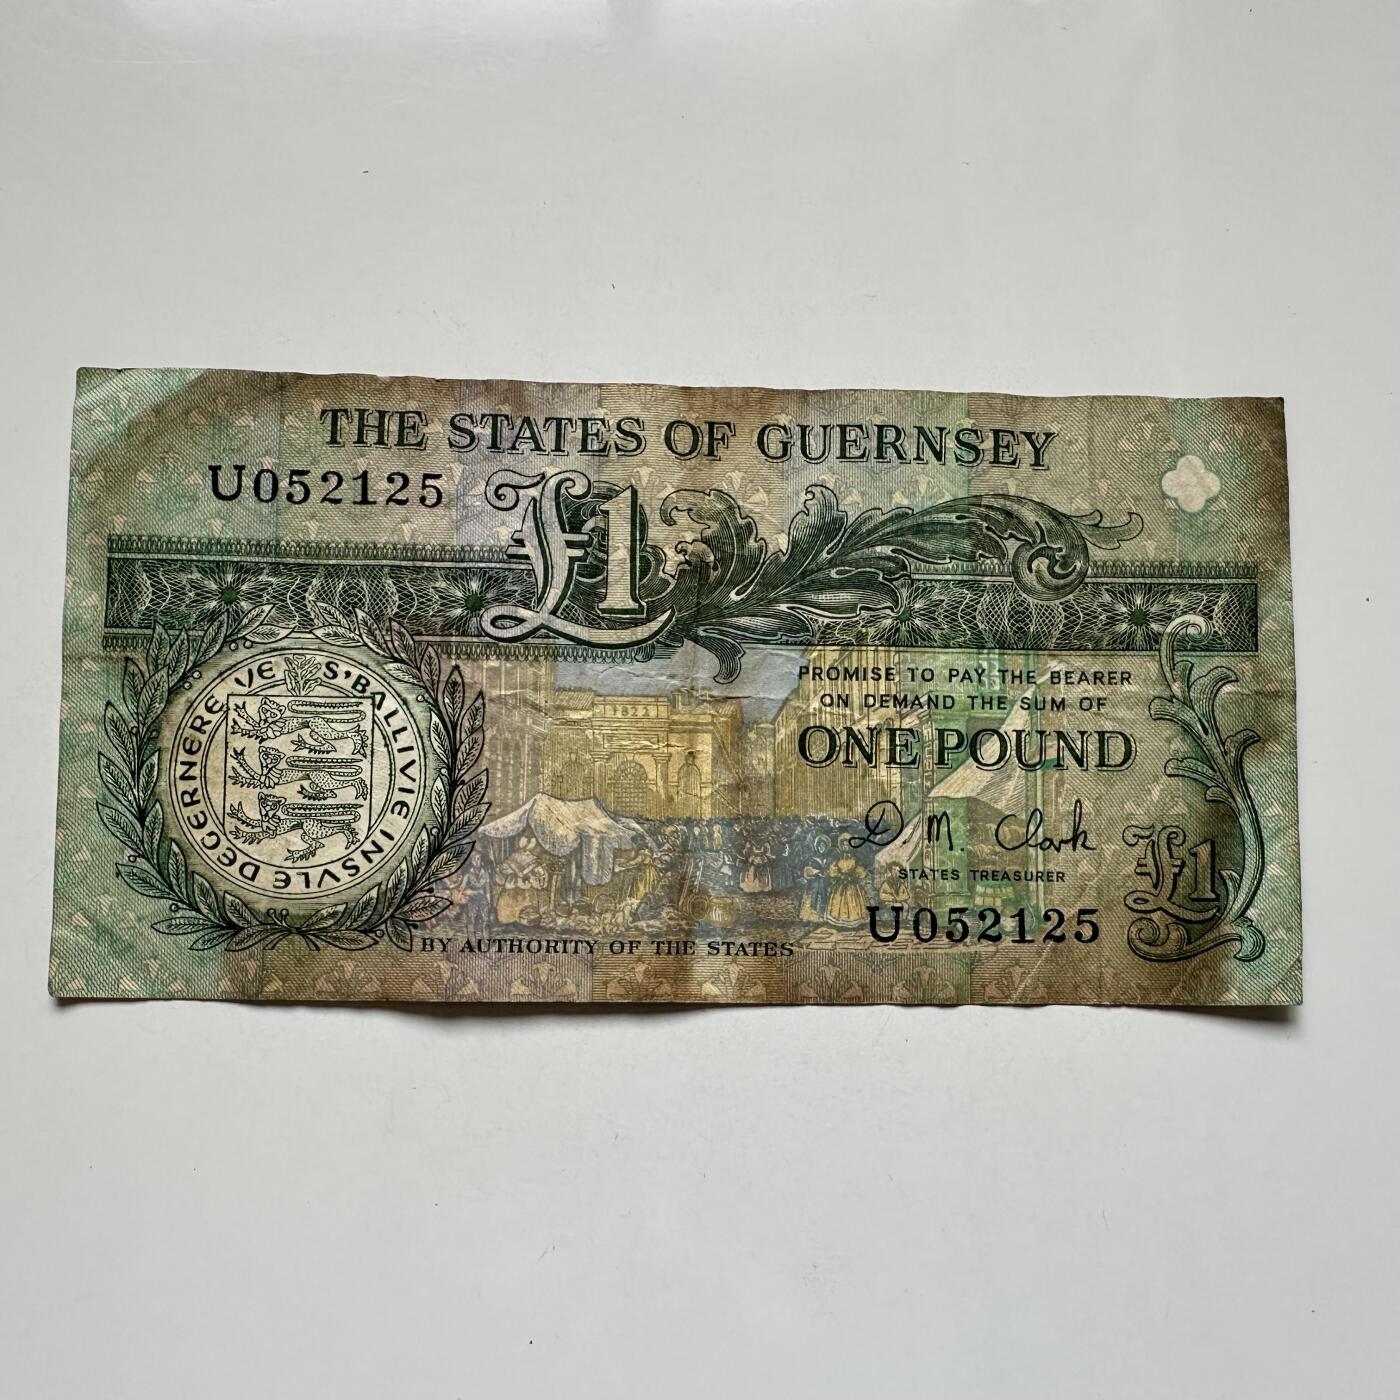 THE STATES OF GUERNSEY
U052125
£1
PROMISE TO PAY THE BEARER
ON DEMAND THE SUM OF
ONE POUND
D. M. Clark
STATES TREASURER
£1
U052125
BY AUTHORITY OF THE STATES
S'BALLIVIE INSVLE DEGERNEREVE
1822